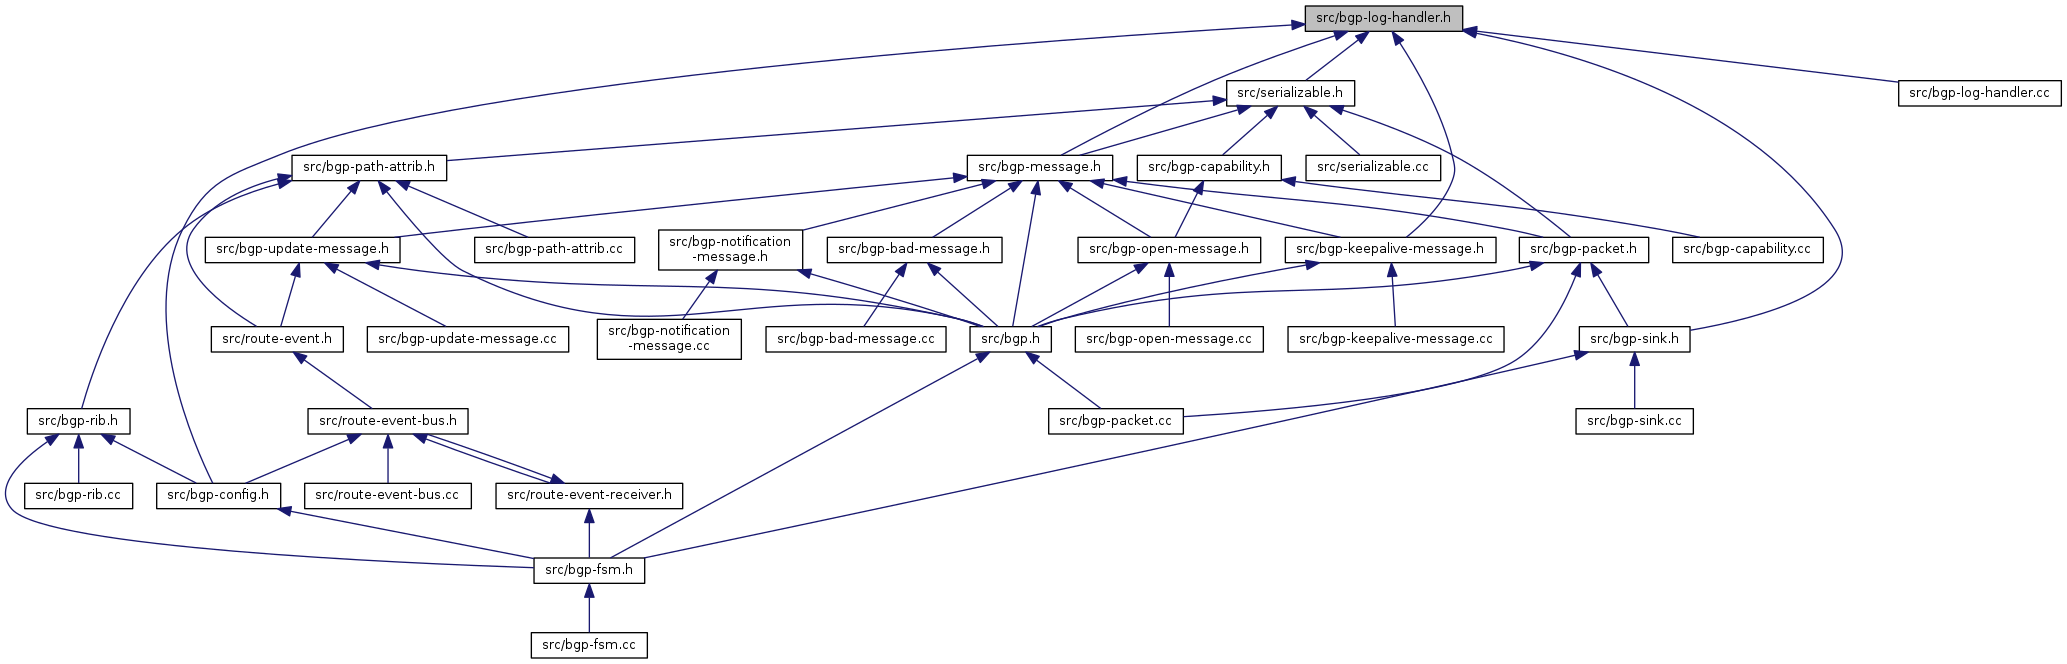 src/bgp-log-handler.h
src/serializable.h
src/bgp-log-handler.cc
src/bgp-path-attrib.h
src/bgp-message.h
src/bgp-capability.h
src/serializable.cc
src/bgp-update-message.h
src/bgp-path-attrib.cc
src/bgp-notification
-message.h
src/bgp-bad-message.h
src/bgp-open-message.h
src/bgp-keepalive-message.h
src/bgp-packet.h
src/bgp-capability.cc
src/route-event.h
src/bgp-update-message.cc
src/bgp-notification
-message.cc
src/bgp-bad-message.cc
src/bgp.h
src/bgp-open-message.cc
src/bgp-keepalive-message.cc
src/bgp-sink.h
src/bgp-rib.h
src/route-event-bus.h
src/bgp-packet.cc
src/bgp-sink.cc
src/bgp-rib.cc
src/bgp-config.h
src/route-event-bus.cc
src/route-event-receiver.h
src/bgp-fsm.h
src/bgp-fsm.cc